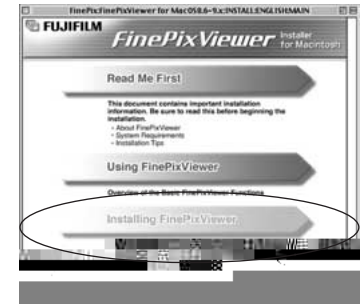 FinePix:FinePixViewer for MacOS8.6-9.x:INSTALL:ENGLISH:MAIN
FUJIFILM
FinePixViewer Installer for Macintosh
Read Me First
This document contains important installation
information. Be sure to read this before beginning the
installation.
- About FinePixViewer
- System Requirements
- Installation Tips
Using FinePixViewer
Overview of the Basic FinePixViewer Functions
Installing FinePixViewer